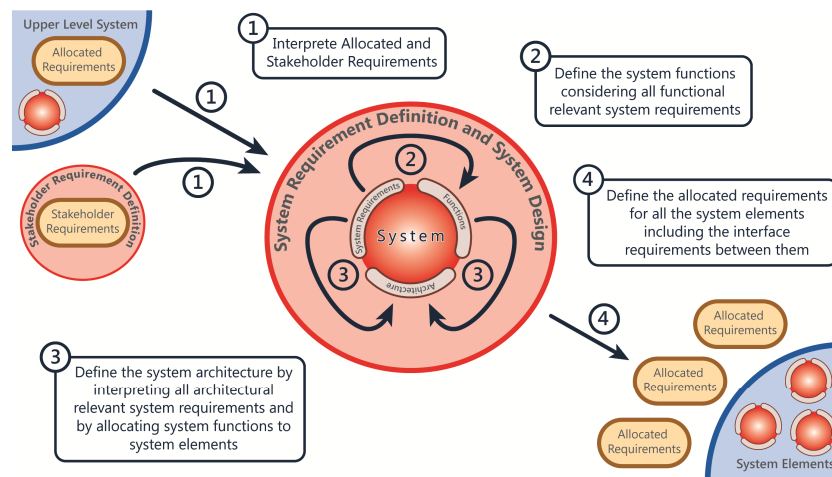 Upper Level System
Allocated
Requirements
1
Interprete Allocated and
Stakeholder Requirements
2
Define the system functions
considering all functional
relevant system requirements
1
1
Stakeholder Requirement Definition
Stakeholder
Requirements
System Requirement Definition and System Design
2
System Requirements
Functions
System
Architecture
3
3
4
Define the allocated requirements
for all the system elements
including the interface
requirements between them
4
3
Define the system architecture by
interpreting all architectural
relevant system requirements and
by allocating system functions to
system elements
Allocated
Requirements
Allocated
Requirements
Allocated
Requirements
System Elements